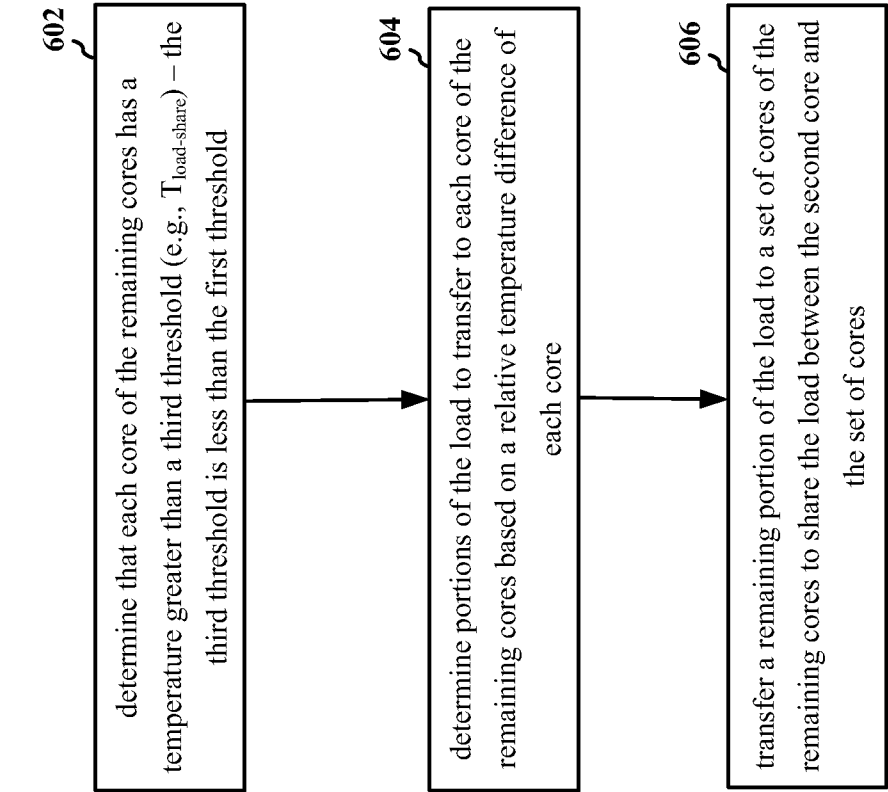 602
determine that each core of the remaining cores has a
temperature greater than a third threshold (e.g., Tload-share) – the
third threshold is less than the first threshold
604
determine portions of the load to transfer to each core of the
remaining cores based on a relative temperature difference of
each core
606
transfer a remaining portion of the load to a set of cores of the
remaining cores to share the load between the second core and
the set of cores